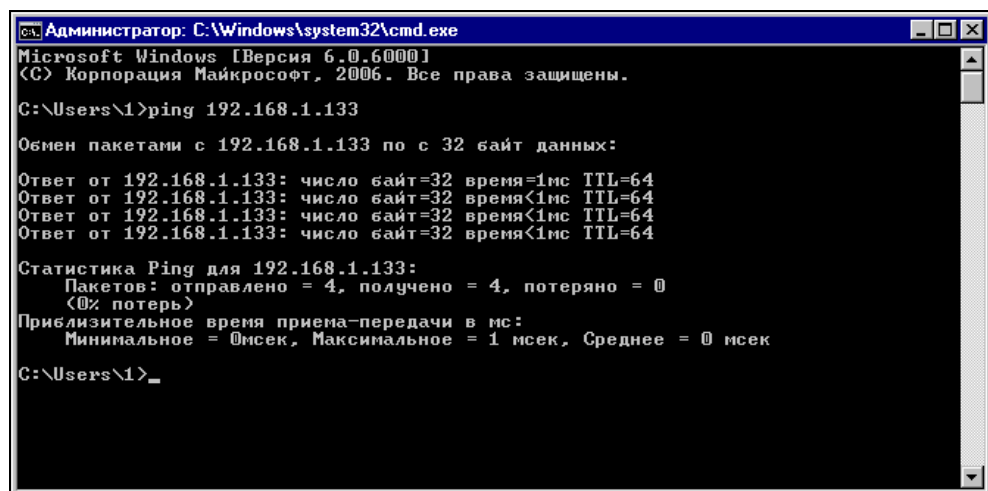 Администратор: C:\Windows\system32\cmd.exe
Microsoft Windows [Версия 6.0.6000]
(C) Корпорация Майкрософт, 2006. Все права защищены.
C:\Users\1>ping 192.168.1.133
Обмен пакетами с 192.168.1.133 по с 32 байт данных:
Ответ от 192.168.1.133: число байт=32 время=1мс TTL=64
Ответ от 192.168.1.133: число байт=32 время<1мс TTL=64
Ответ от 192.168.1.133: число байт=32 время<1мс TTL=64
Ответ от 192.168.1.133: число байт=32 время<1мс TTL=64
Статистика Ping для 192.168.1.133:
Пакетов: отправлено = 4, получено = 4, потеряно = 0
(0% потерь)
Приблизительное время приема-передачи в мс:
Минимальное = 0мсек, Максимальное = 1 мсек, Среднее = 0 мсек
C:\Users\1>_